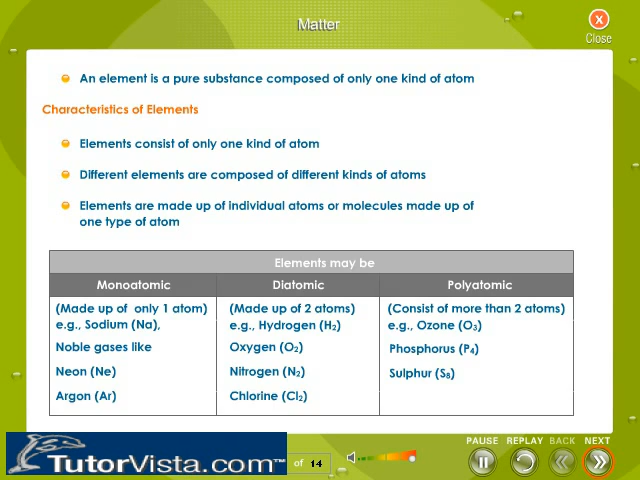 Matter
X
Close
An element is a pure substance composed of only one kind of atom
Characteristics of Elements
Elements consist of only one kind of atom
Different elements are composed of different kinds of atoms
Elements are made up of individual atoms or molecules made up of
one type of atom
Elements may be
Monoatomic Diatomic Polyatomic
(Made up of only 1 atom) (Made up of 2 atoms) (Consist of more than 2 atoms)
e.g., Sodium (Na), e.g., Hydrogen (H₂) e.g., Ozone (O₃)
Noble gases like Oxygen (O₂) Phosphorus (P₄)
Neon (Ne) Nitrogen (N₂) Sulphur (S₈)
Argon (Ar) Chlorine (Cl₂)
PAUSE REPLAY BACK NEXT
TutorVista.com™ of 14